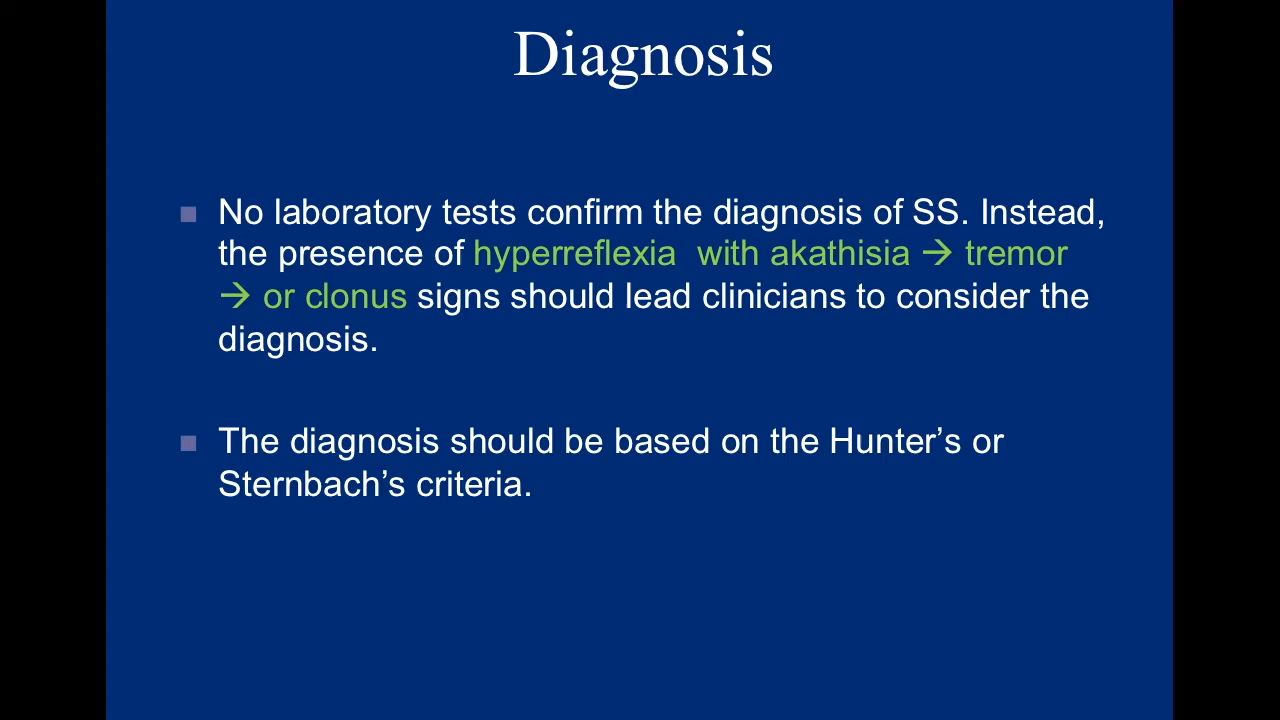 Diagnosis
■ No laboratory tests confirm the diagnosis of SS. Instead,
the presence of hyperreflexia  with akathisia → tremor
→ or clonus signs should lead clinicians to consider the
diagnosis.
■ The diagnosis should be based on the Hunter’s or
Sternbach’s criteria.